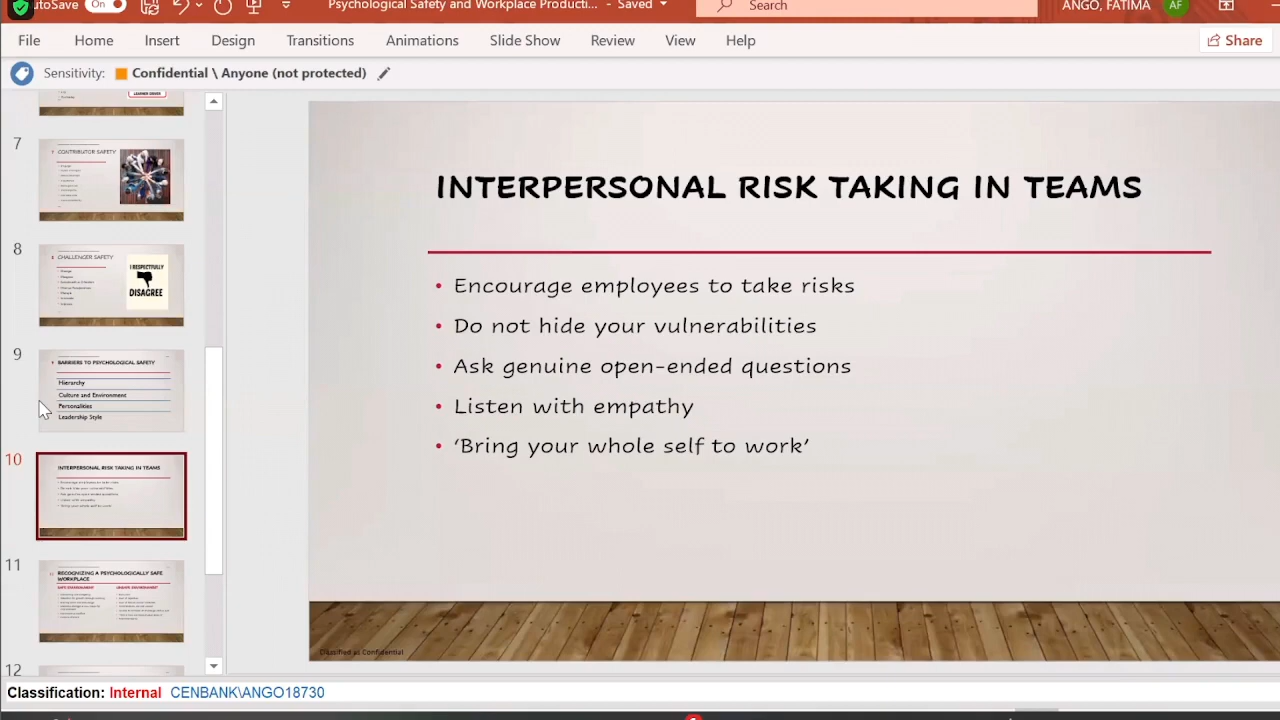 AutoSave On Psychological Safety and Workplace Producti... - Saved Search ANGO, FATIMA AF
File Home Insert Design Transitions Animations Slide Show Review View Help Share
Sensitivity: Confidential \ Anyone (not protected)
7 CONTRIBUTOR SAFETY
8 CHALLENGER SAFETY
I RESPECTFULLY
DISAGREE
9 BARRIERS TO PSYCHOLOGICAL SAFETY
Hierarchy
Culture and Environment
Personalities
Leadership Style
10 INTERPERSONAL RISK TAKING IN TEAMS
11 RECOGNIZING A PSYCHOLOGICALLY SAFE
WORKPLACE
12
INTERPERSONAL RISK TAKING IN TEAMS
• Encourage employees to take risks
• Do not hide your vulnerabilities
• Ask genuine open-ended questions
• Listen with empathy
• ‘Bring your whole self to work’
Classified as Confidential
Classification: Internal CENBANK\ANGO18730